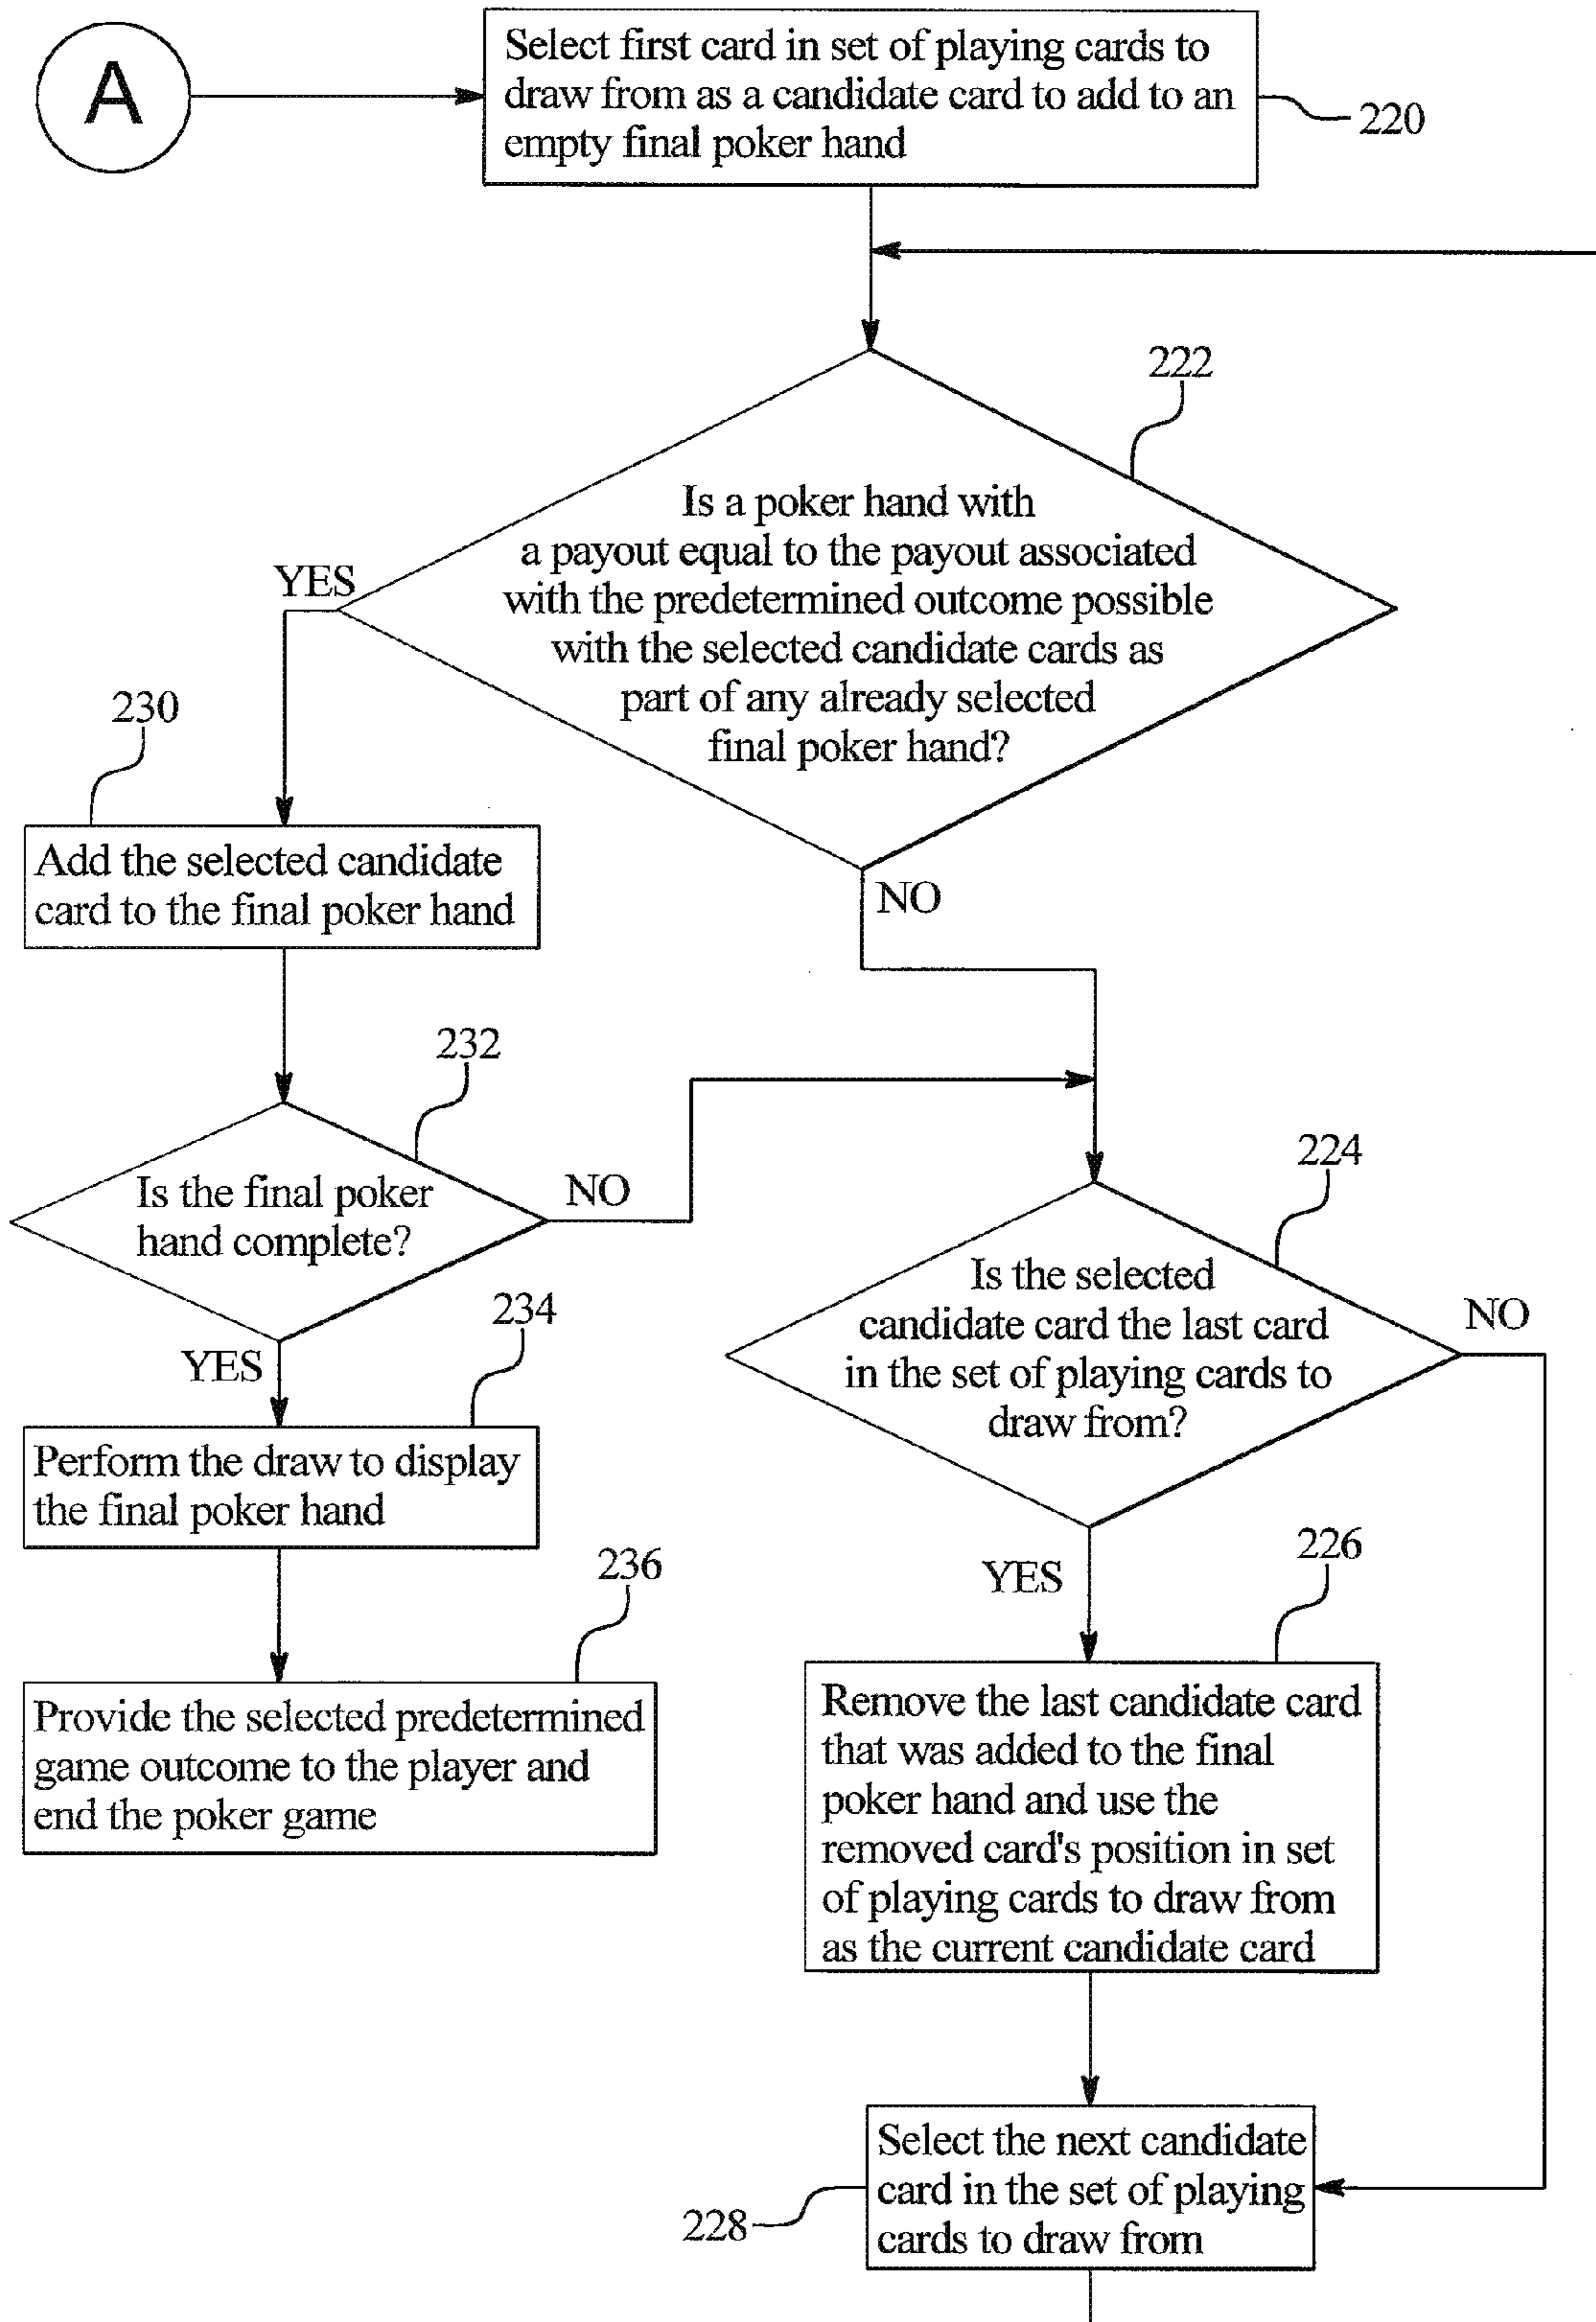 A
Select first card in set of playing cards to
draw from as a candidate card to add to an
empty final poker hand
220
222
Is a poker hand with
a payout equal to the payout associated
with the predetermined outcome possible
with the selected candidate cards as
part of any already selected
final poker hand?
YES
NO
230
Add the selected candidate
card to the final poker hand
232
Is the final poker
hand complete?
NO
YES
234
Perform the draw to display
the final poker hand
236
Provide the selected predetermined
game outcome to the player and
end the poker game
224
Is the selected
candidate card the last card
in the set of playing cards to
draw from?
NO
YES
226
Remove the last candidate card
that was added to the final
poker hand and use the
removed card's position in set
of playing cards to draw from
as the current candidate card
Select the next candidate
card in the set of playing
cards to draw from
228